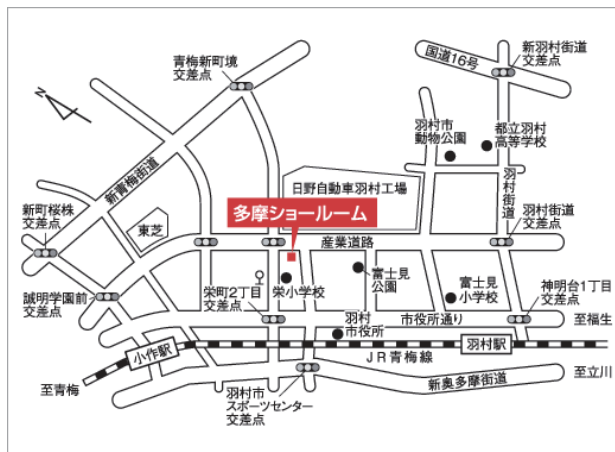 青梅新町境
交差点
国道16号
新羽村街道
交差点
N
羽村市
動物公園
都立羽村
高等学校
新青梅街道
日野自動車羽村工場
羽村街道
新町桜株
交差点
東芝
多摩ショールーム
産業道路
羽村街道
交差点
誠明学園前
交差点
栄町2丁目
交差点
栄小学校
富士見
公園
富士見
小学校
神明台1丁目
交差点
羽村
市役所
市役所通り
至福生
小作駅
JR青梅線
羽村駅
至青梅
羽村市
スポーツセンター
交差点
新奥多摩街道
至立川